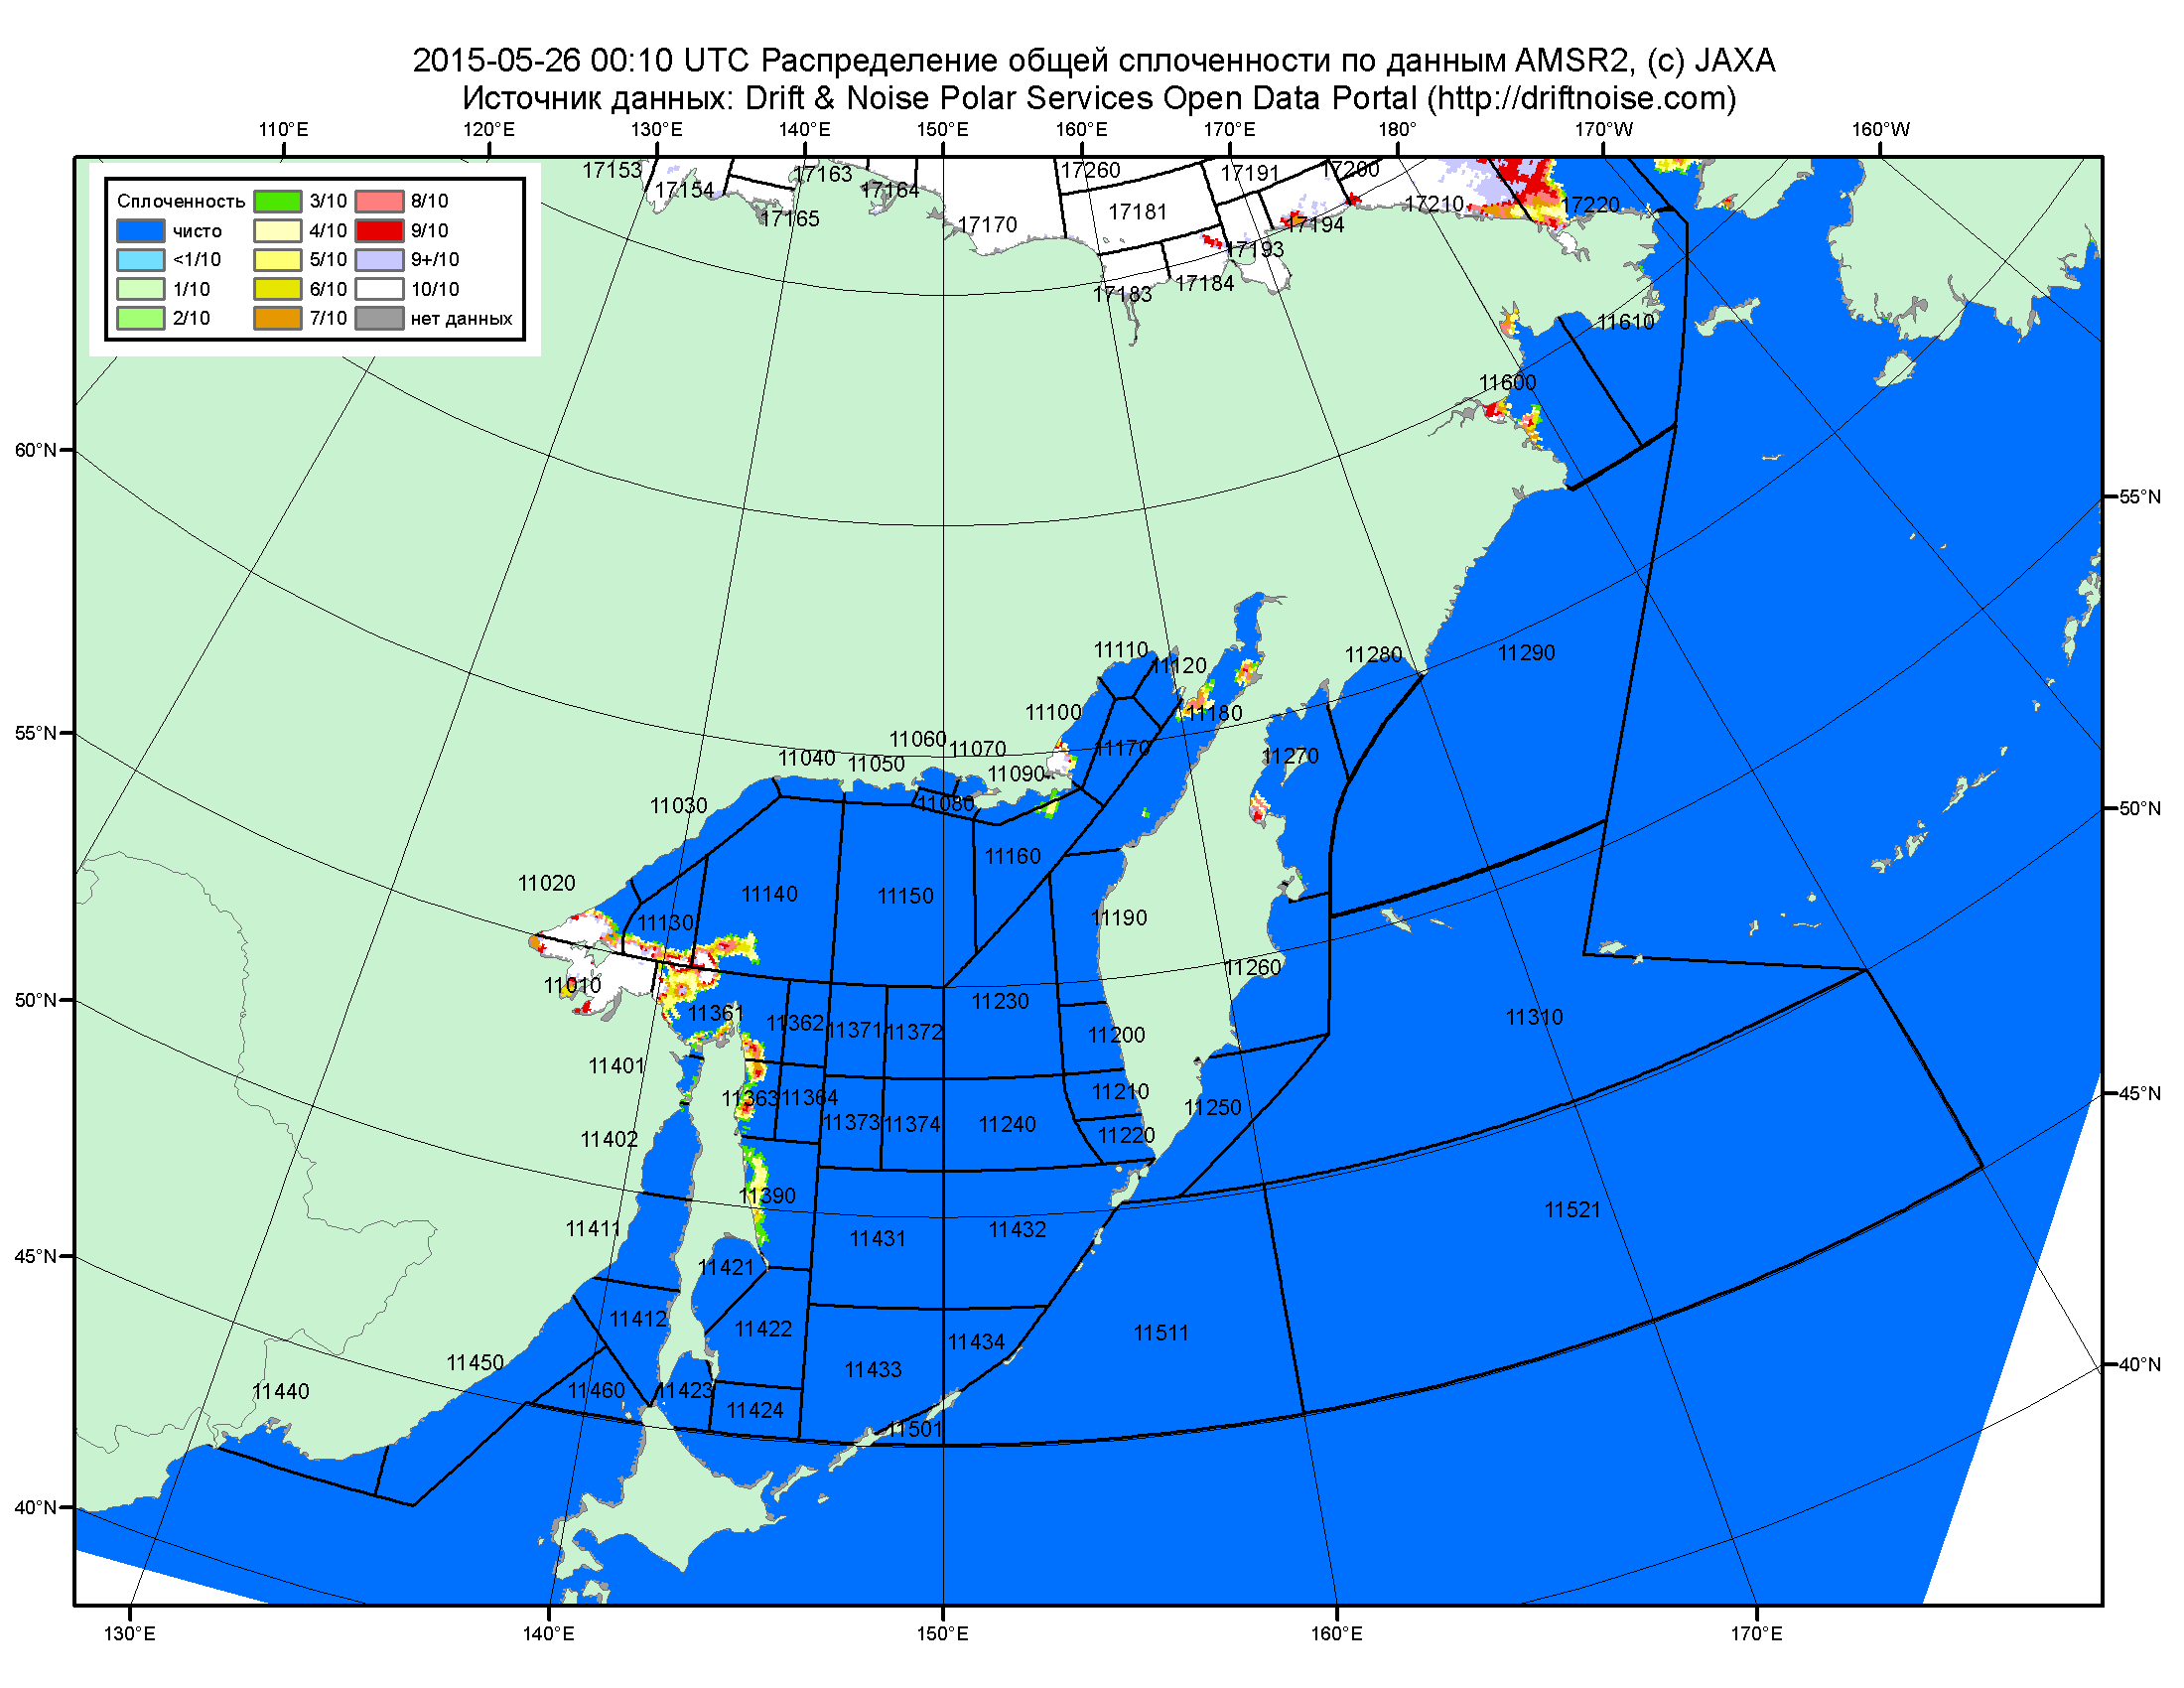 2015-05-26 00:10 UTC Распределение общей сплоченности по данным AMSR2, (c) JAXA
Источник данных: Drift & Noise Polar Services Open Data Portal (http://driftnoise.com)
110°E 120°E 130°E 140°E 150°E 160°E 170°E 180° 170°W 160°W
Сплоченность
чисто
<1/10
1/10
2/10
3/10
4/10
5/10
6/10
7/10
8/10
9/10
9+/10
10/10
нет данных
17153 17154 17165 17163 17164 17170 17260 17181 17183 17184 17191 17193 17194 17200 17210 17220
11610
11600
60°N
55°N
11110 11120 11280 11290
11100 11180
55°N
11060 11070 11170 11270
11040 11050 11090
11030 11080
50°N
11160
11020 11140 11150
11130 11190
11260
11010 11230
50°N
11361 11362 11371 11372 11200 11310
11401
11363 11364 11210
45°N
11373 11374 11240 11250
11402 11220
11390
11411 11431 11432 11521
45°N
11421
11412 11422 11434 11511
11450 11433
40°N
11440 11460 11423
11424
11501
40°N
130°E 140°E 150°E 160°E 170°E